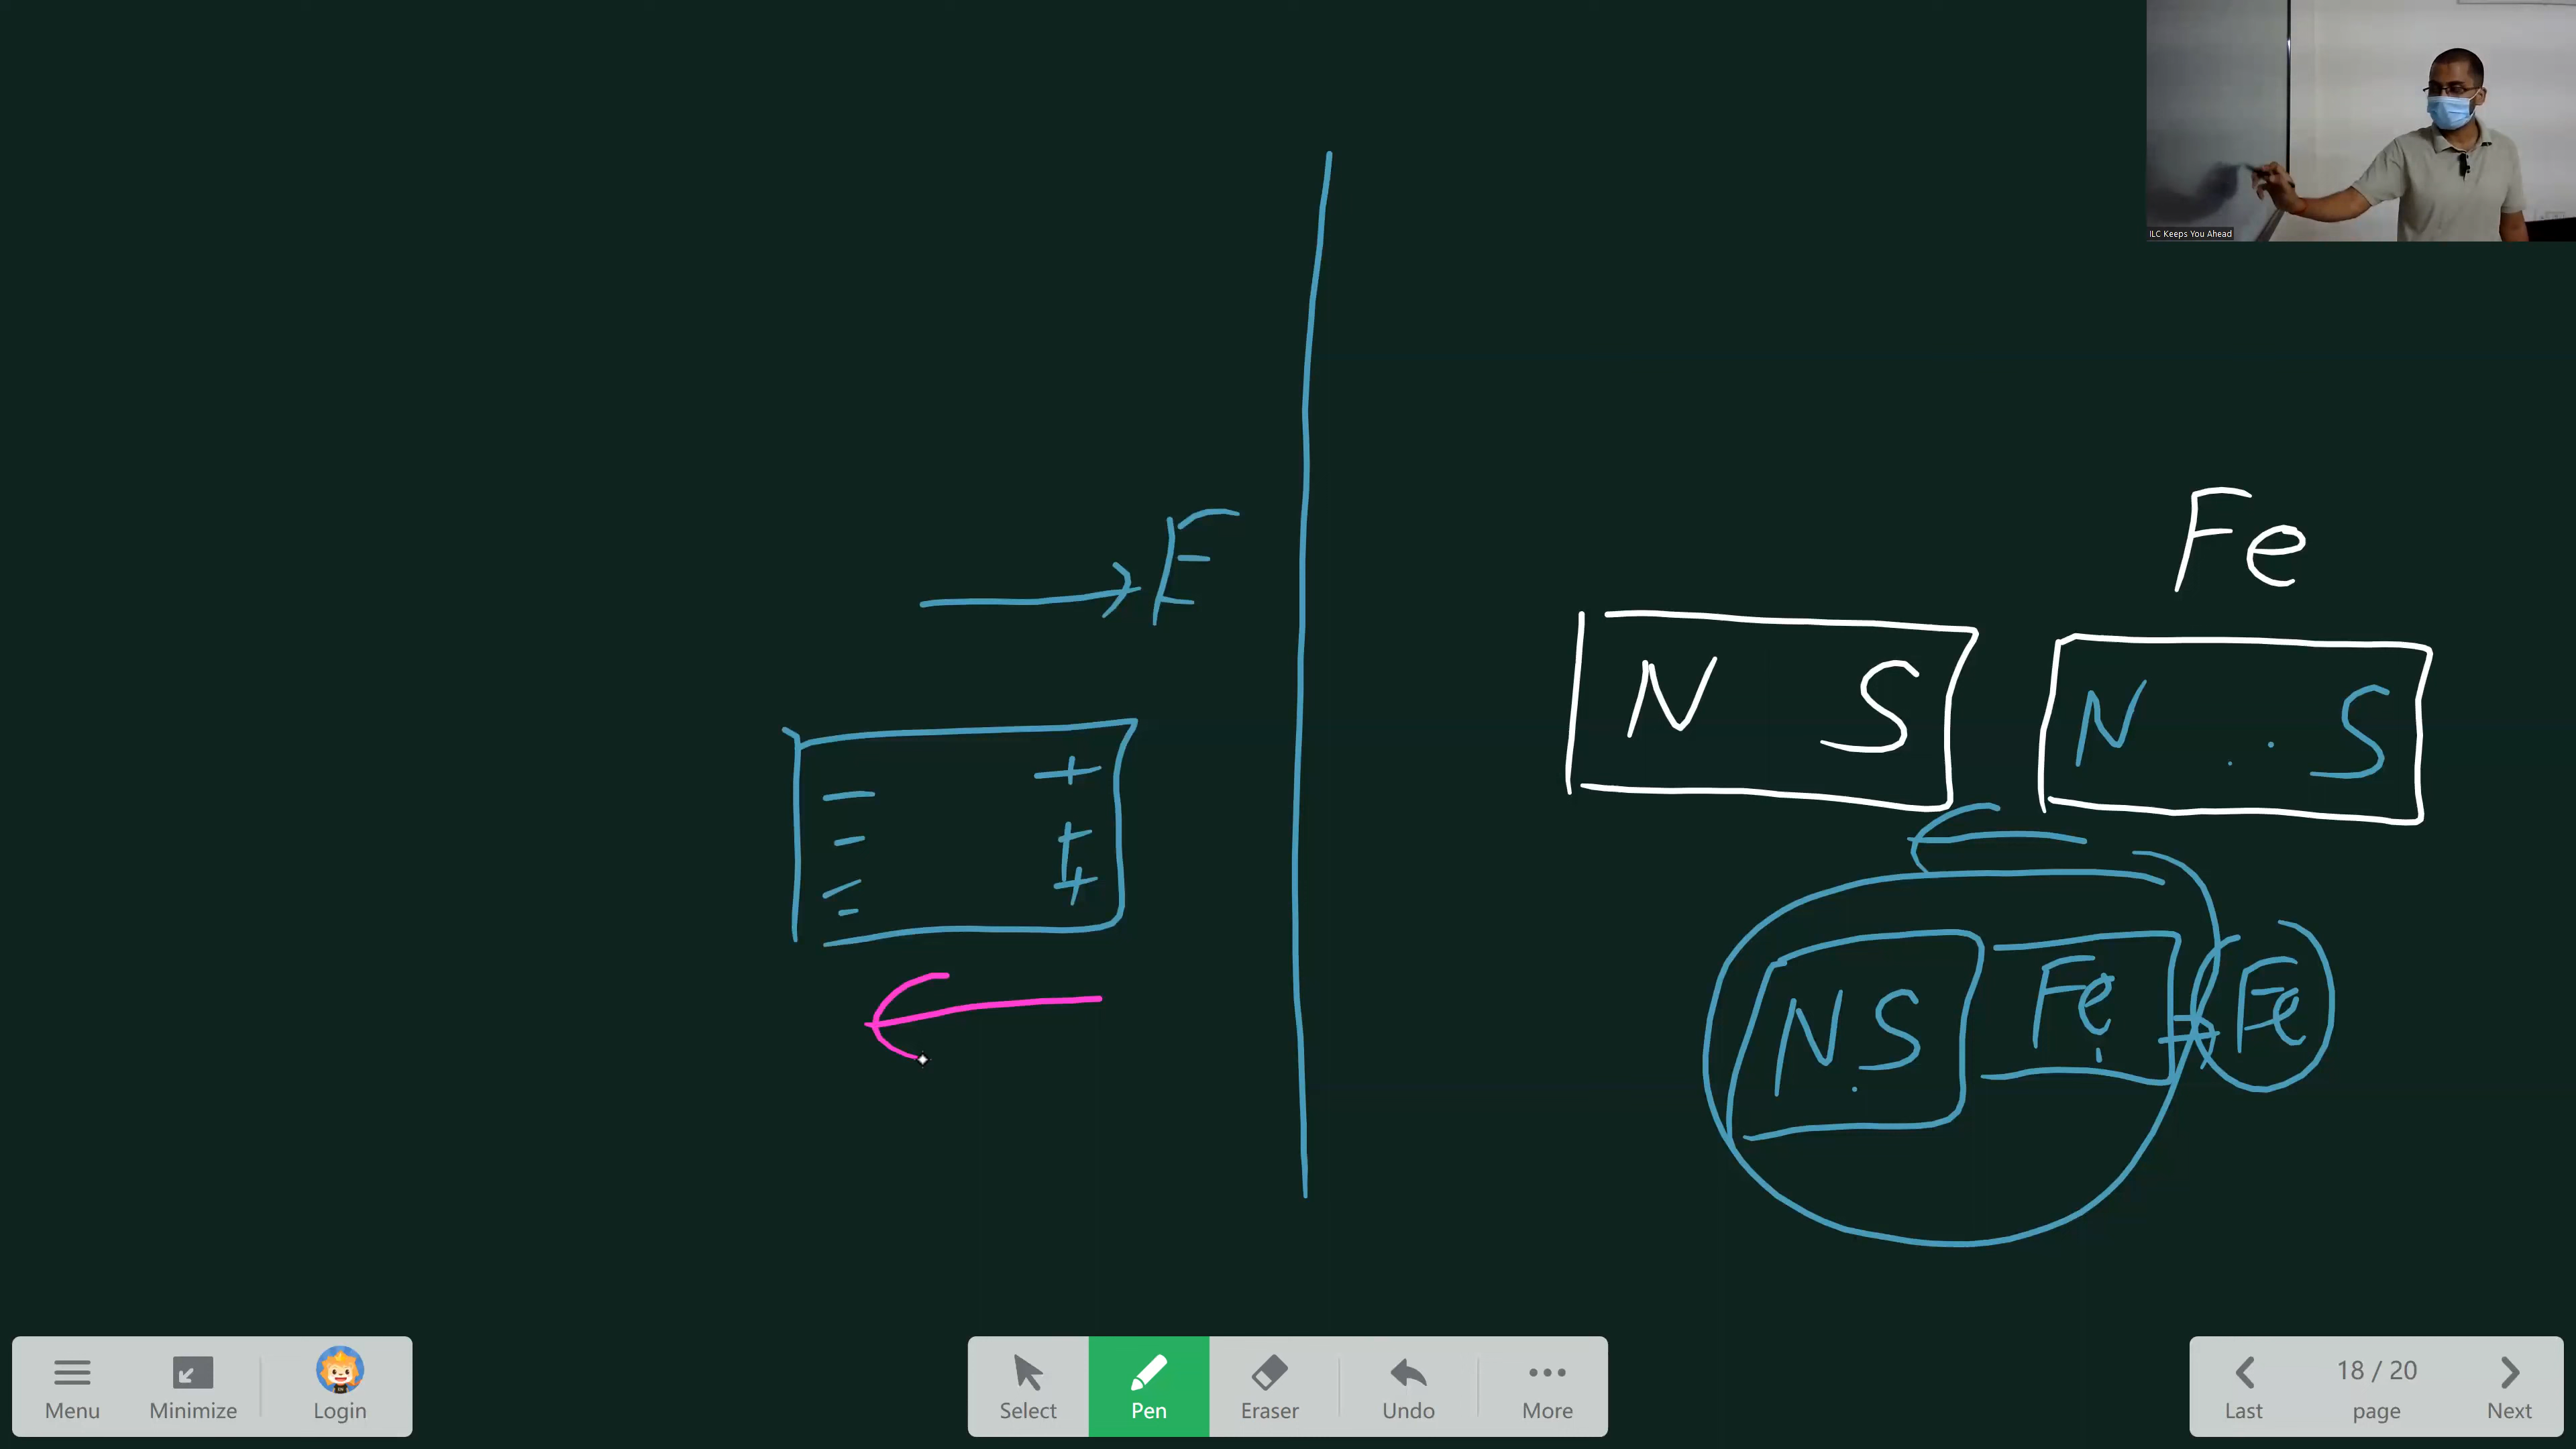 ILC Keeps You Ahead
E
Fe
N S
N S
- +
- +
- +
-
N S Fe Fe
Menu Minimize Login
Select Pen Eraser Undo More
Last 18 / 20 page Next